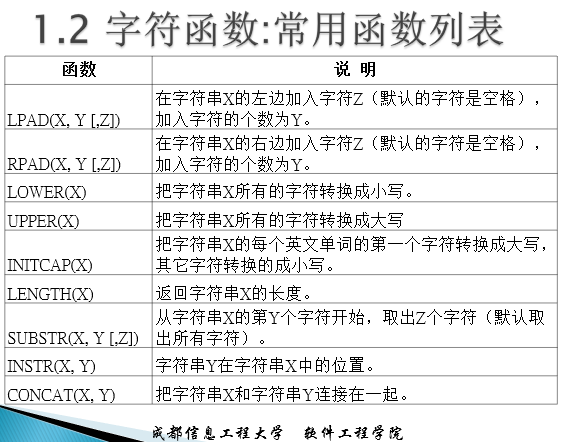 1.2 字符函数:常用函数列表
函数 说 明
LPAD(X, Y [,Z]) 在字符串X的左边加入字符Z（默认的字符是空格），
加入字符的个数为Y。
RPAD(X, Y [,Z]) 在字符串X的右边加入字符Z（默认的字符是空格），
加入字符的个数为Y。
LOWER(X) 把字符串X所有的字符转换成小写。
UPPER(X) 把字符串X所有的字符转换成大写
INITCAP(X) 把字符串X的每个英文单词的第一个字符转换成大写，
其它字符转换的成小写。
LENGTH(X) 返回字符串X的长度。
SUBSTR(X, Y [,Z]) 从字符串X的第Y个字符开始，取出Z个字符（默认取
出所有字符）。
INSTR(X, Y) 字符串Y在字符串X中的位置。
CONCAT(X, Y) 把字符串X和字符串Y连接在一起。
成都信息工程大学 软件工程学院